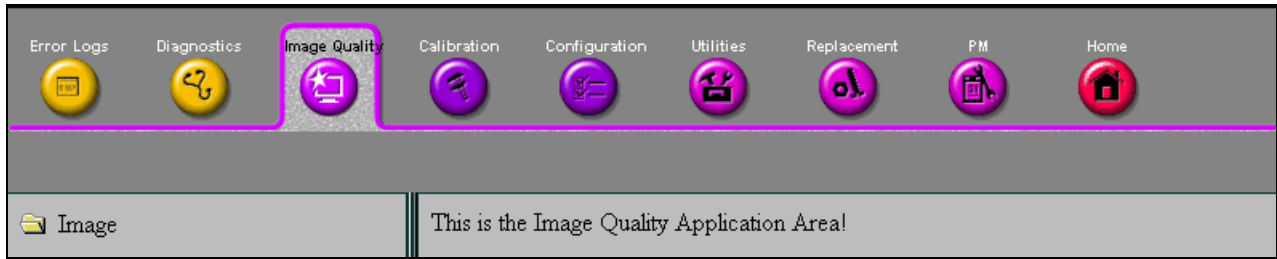 Error Logs Diagnostics Image Quality Calibration Configuration Utilities Replacement PM Home
Image
This is the Image Quality Application Area!